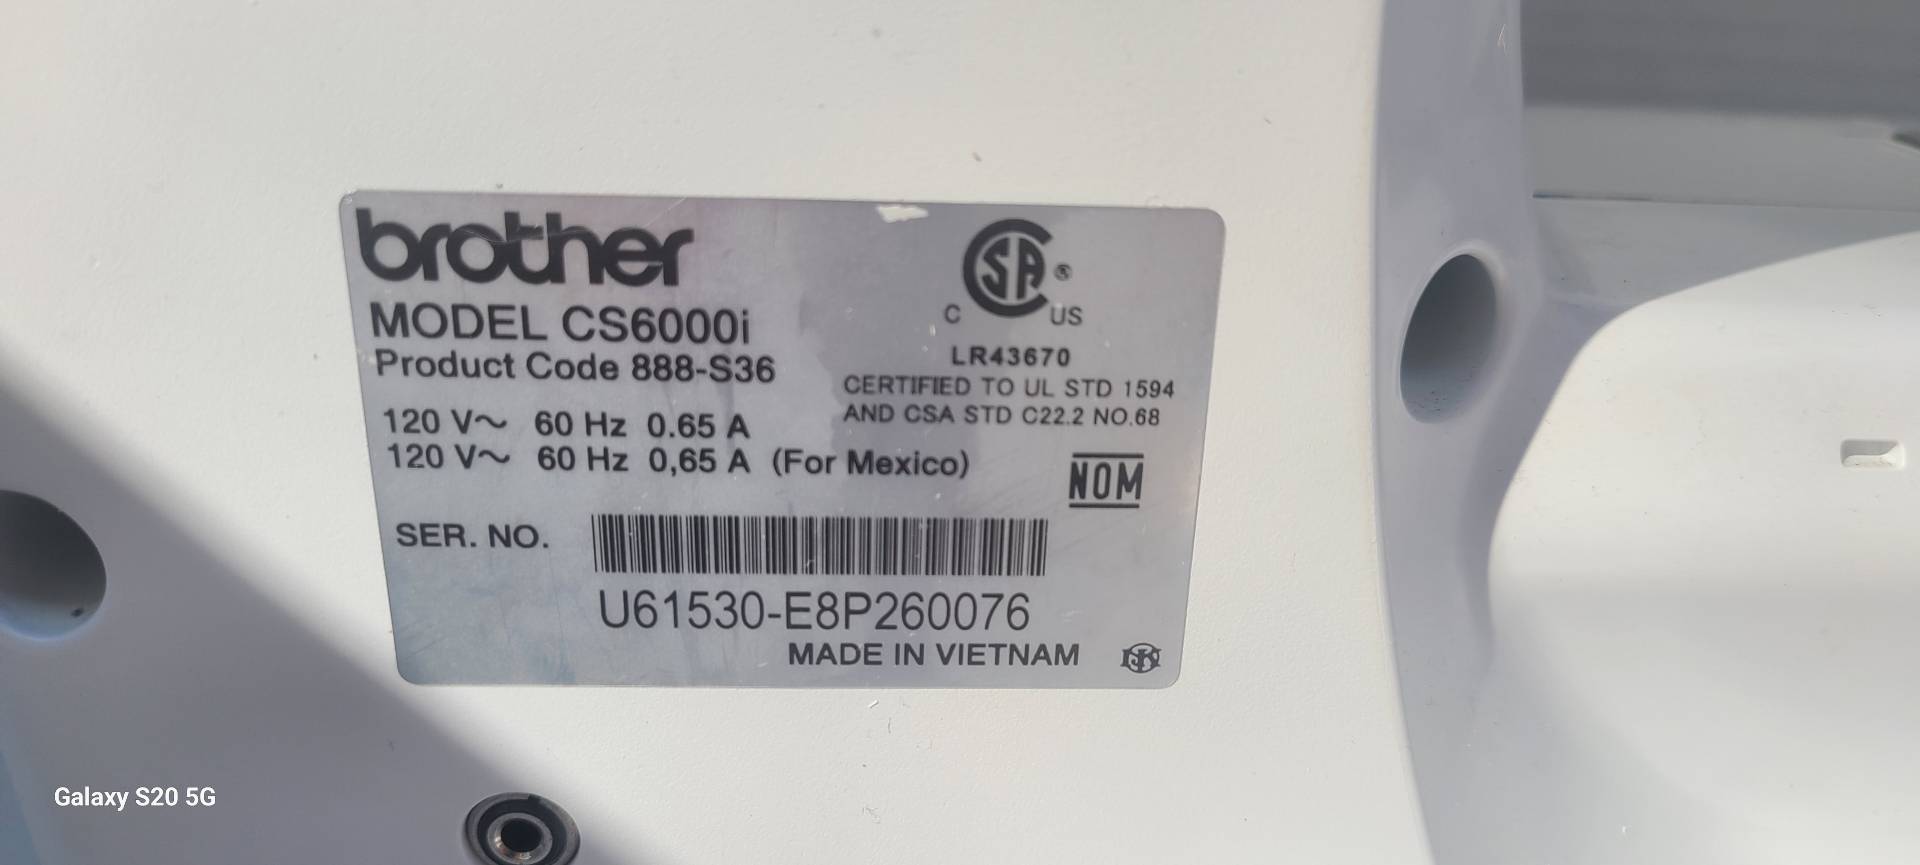 brother
MODEL CS6000i
Product Code 888-S36
120 V~ 60 Hz 0.65 A
120 V~ 60 Hz 0,65 A (For Mexico)
CSA®
C US
LR43670
CERTIFIED TO UL STD 1594
AND CSA STD C22.2 NO.68
NOM
SER. NO.
U61530-E8P260076
MADE IN VIETNAM
Galaxy S20 5G